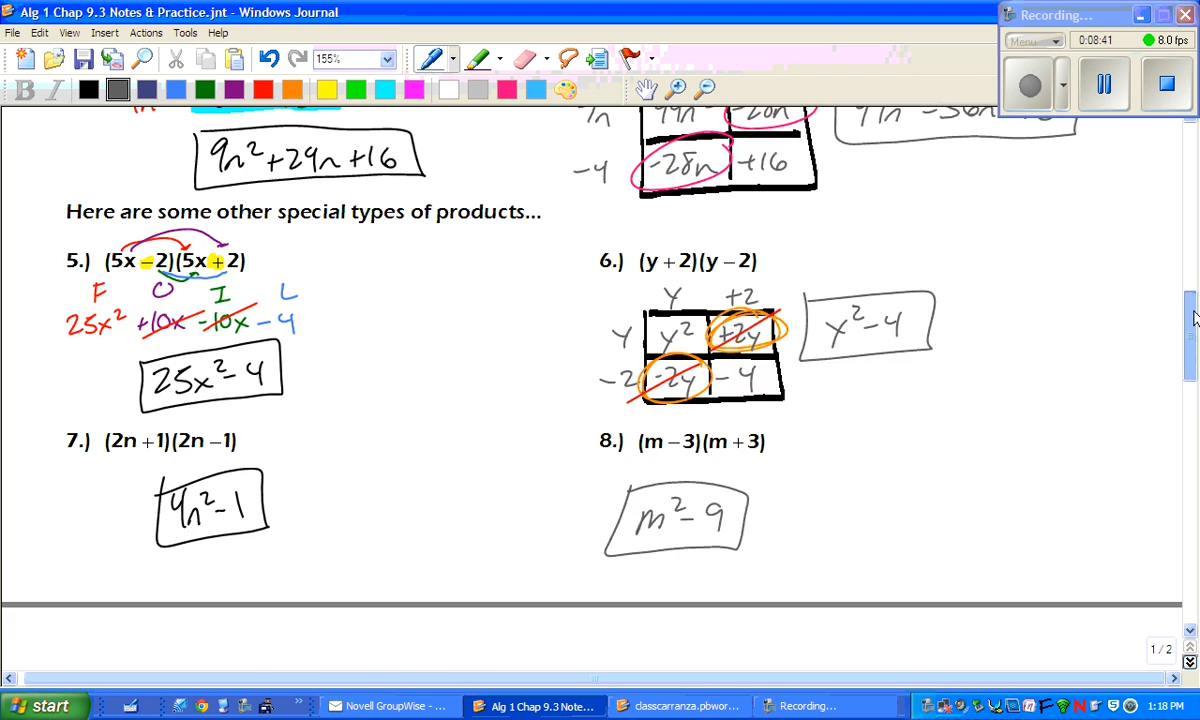 Alg 1 Chap 9.3 Notes & Practice.jnt - Windows Journal
File Edit View Insert Actions Tools Help
155%
B I
Recording...
Menu 0:08:41 8.0 fps
9n² + 29n + 16
-28n
-4 -28n +16
Here are some other special types of products...
5.) (5x – 2)(5x + 2)
F O I L
25x² +10x -10x - 4
25x² - 4
6.) (y + 2)(y – 2)
y +2
y y² +2y
-2 -2y - 4
x² - 4
7.) (2n + 1)(2n – 1)
4n² - 1
8.) (m – 3)(m + 3)
m² - 9
1 / 2
start
Novell GroupWise - ...
Alg 1 Chap 9.3 Note...
classcarranza.pbwor...
Recording...
1:18 PM